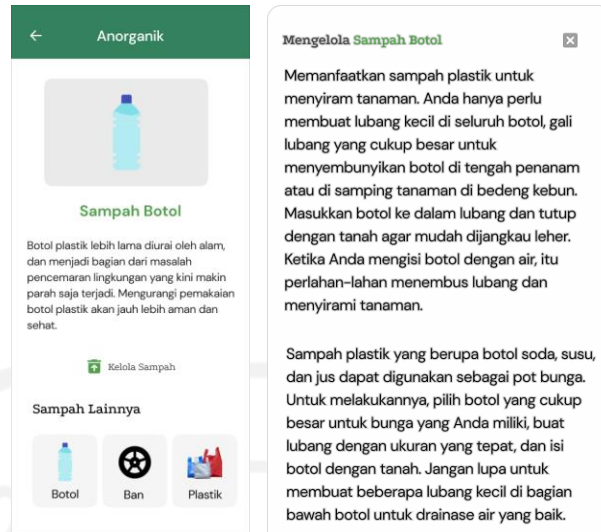 Anorganik
Sampah Botol
Botol plastik lebih lama diurai oleh alam,
dan menjadi bagian dari masalah
pencemaran lingkungan yang kini makin
parah saja terjadi. Mengurangi pemakaian
botol plastik akan jauh lebih aman dan
sehat.
Kelola Sampah
Sampah Lainnya
Botol
Ban
Plastik
Mengelola Sampah Botol
Memanfaatkan sampah plastik untuk
menyiram tanaman. Anda hanya perlu
membuat lubang kecil di seluruh botol, gali
lubang yang cukup besar untuk
menyembunyikan botol di tengah penanam
atau di samping tanaman di bedeng kebun.
Masukkan botol ke dalam lubang dan tutup
dengan tanah agar mudah dijangkau leher.
Ketika Anda mengisi botol dengan air, itu
perlahan-lahan menembus lubang dan
menyirami tanaman.
Sampah plastik yang berupa botol soda, susu,
dan jus dapat digunakan sebagai pot bunga.
Untuk melakukannya, pilih botol yang cukup
besar untuk bunga yang Anda miliki, buat
lubang dengan ukuran yang tepat, dan isi
botol dengan tanah. Jangan lupa untuk
membuat beberapa lubang kecil di bagian
bawah botol untuk drainase air yang baik.